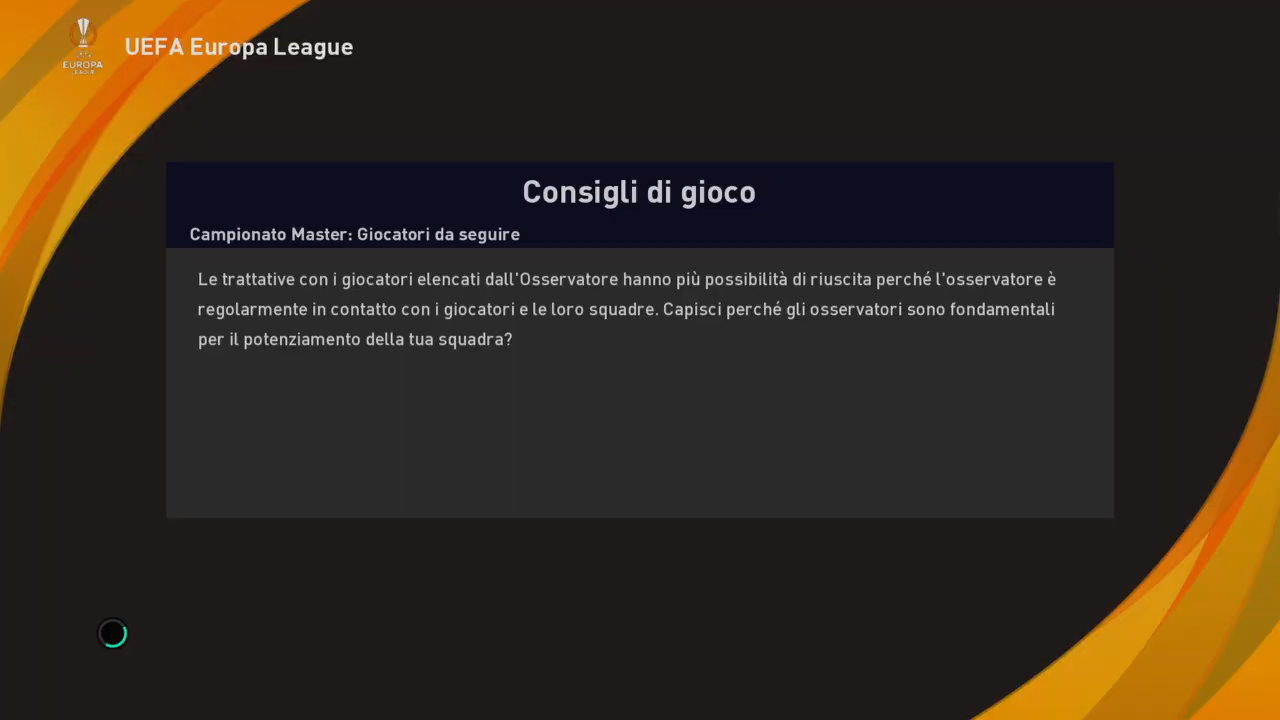 UEFA Europa League
UEFA
EUROPA
LEAGUE
Consigli di gioco
Campionato Master: Giocatori da seguire
Le trattative con i giocatori elencati dall'Osservatore hanno più possibilità di riuscita perché l'osservatore è
regolarmente in contatto con i giocatori e le loro squadre. Capisci perché gli osservatori sono fondamentali
per il potenziamento della tua squadra?